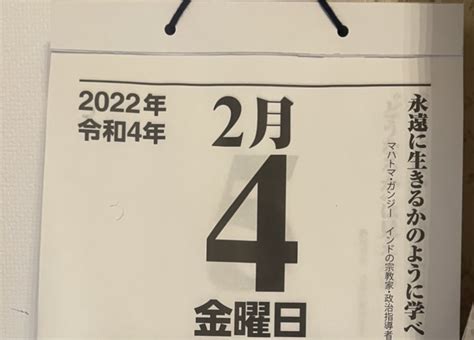 2022年
令和4年
2月
4
金曜日
永遠に生きるかのように学べ
マハトマ・ガンジー インドの宗教家・政治指導者